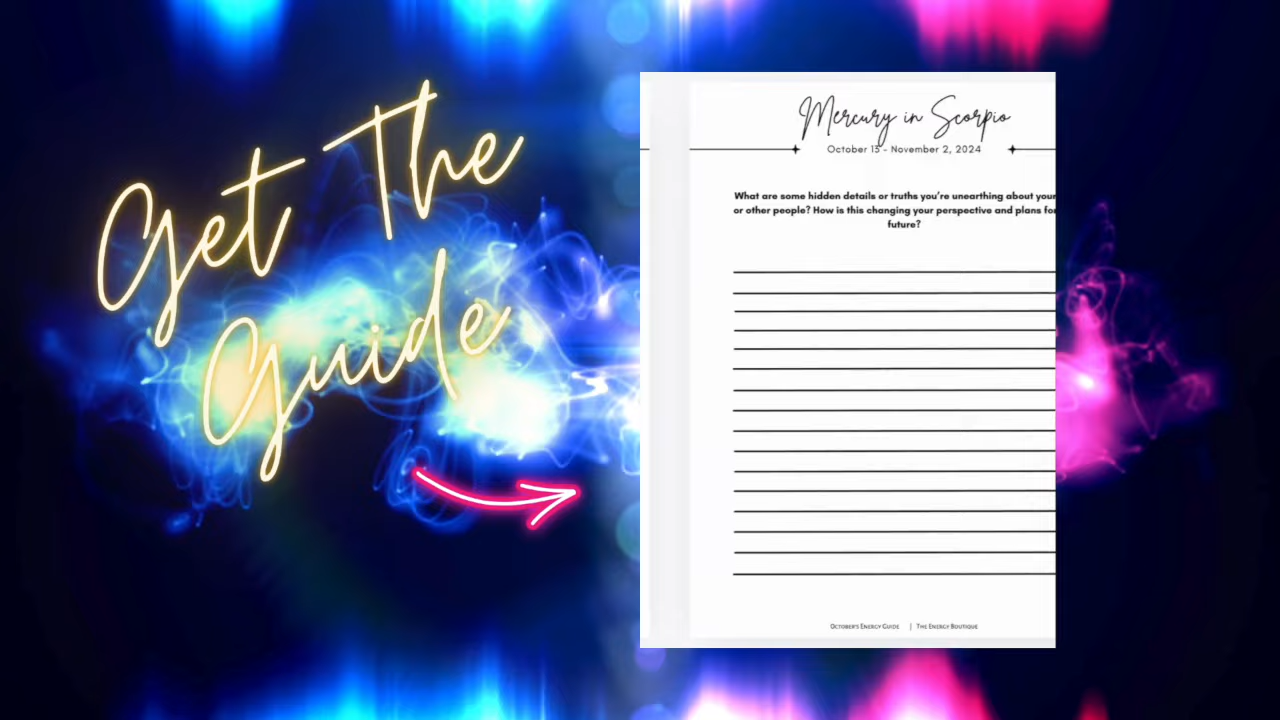 Get The
Guide
Mercury in Scorpio
October 13 - November 2, 2024
What are some hidden details or truths you're unearthing about your
or other people? How is this changing your perspective and plans for
future?
October's Energy Guide | The Energy Boutique